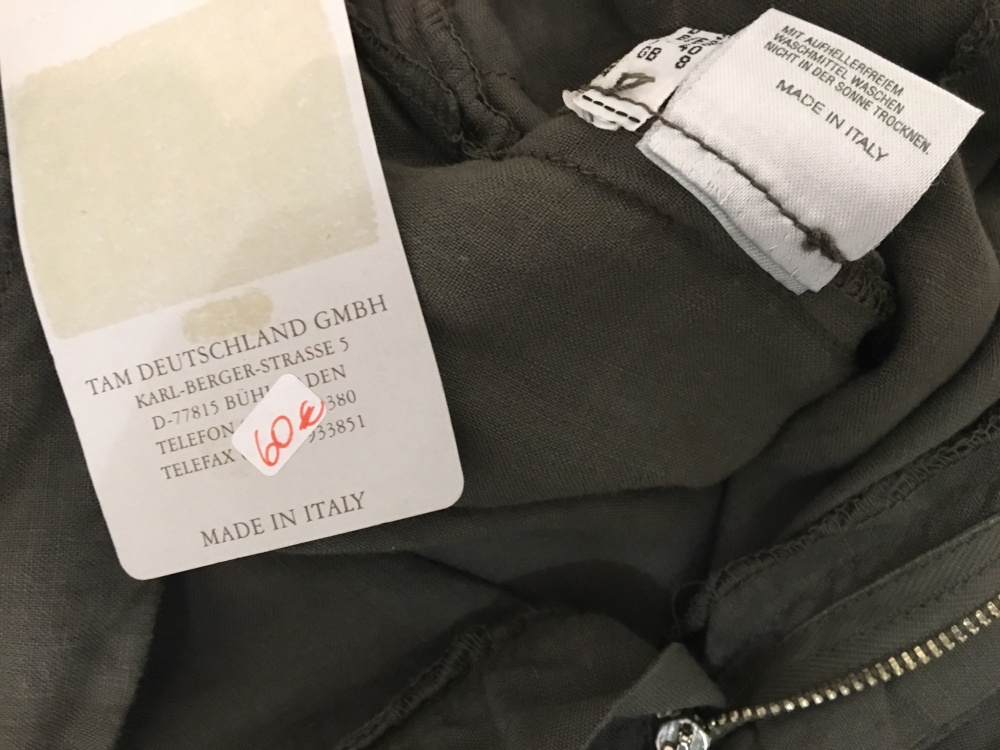 TAM DEUTSCHLAND GMBH
KARL-BERGER-STRASSE 5
D-77815 BÜHL DEN
TELEFON 380
TELEFAX 933851
60€
MADE IN ITALY
40
GB 8
MIT AUFHELLERFREIEM
WASCHMITTEL WASCHEN
NICHT IN DER SONNE TROCKNEN.
MADE IN ITALY